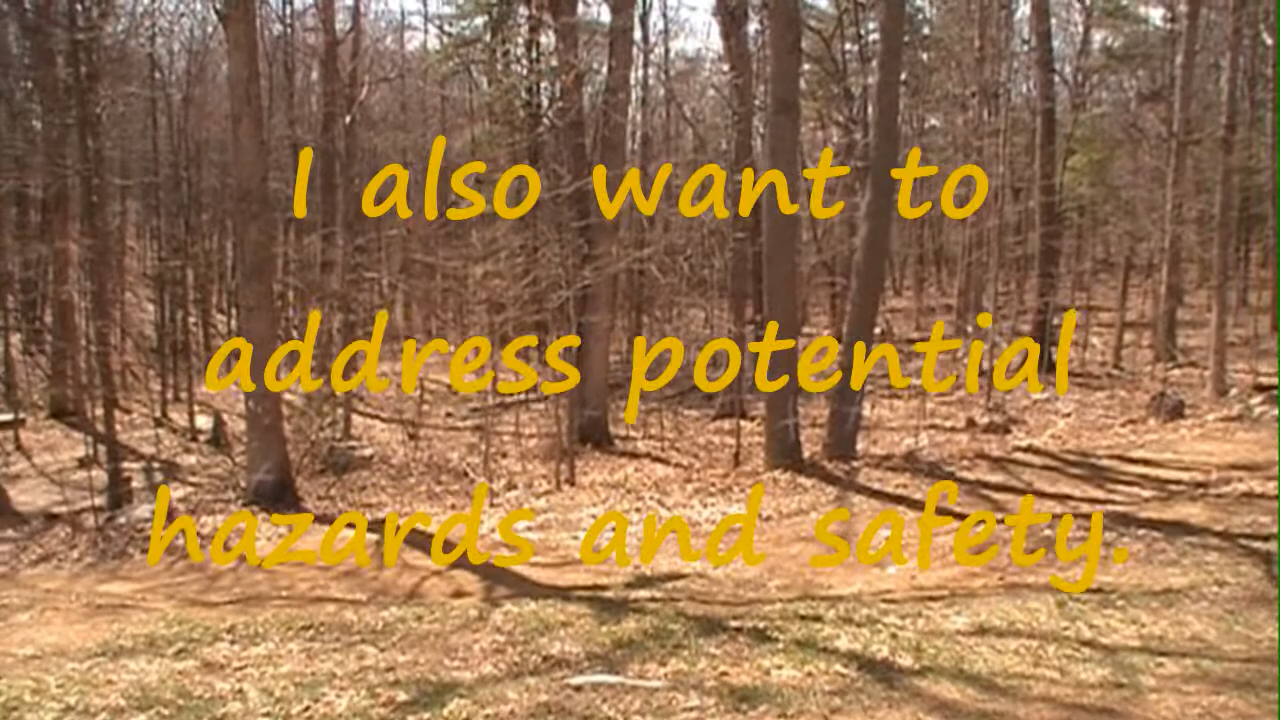 I also want to
address potential
hazards and safety.